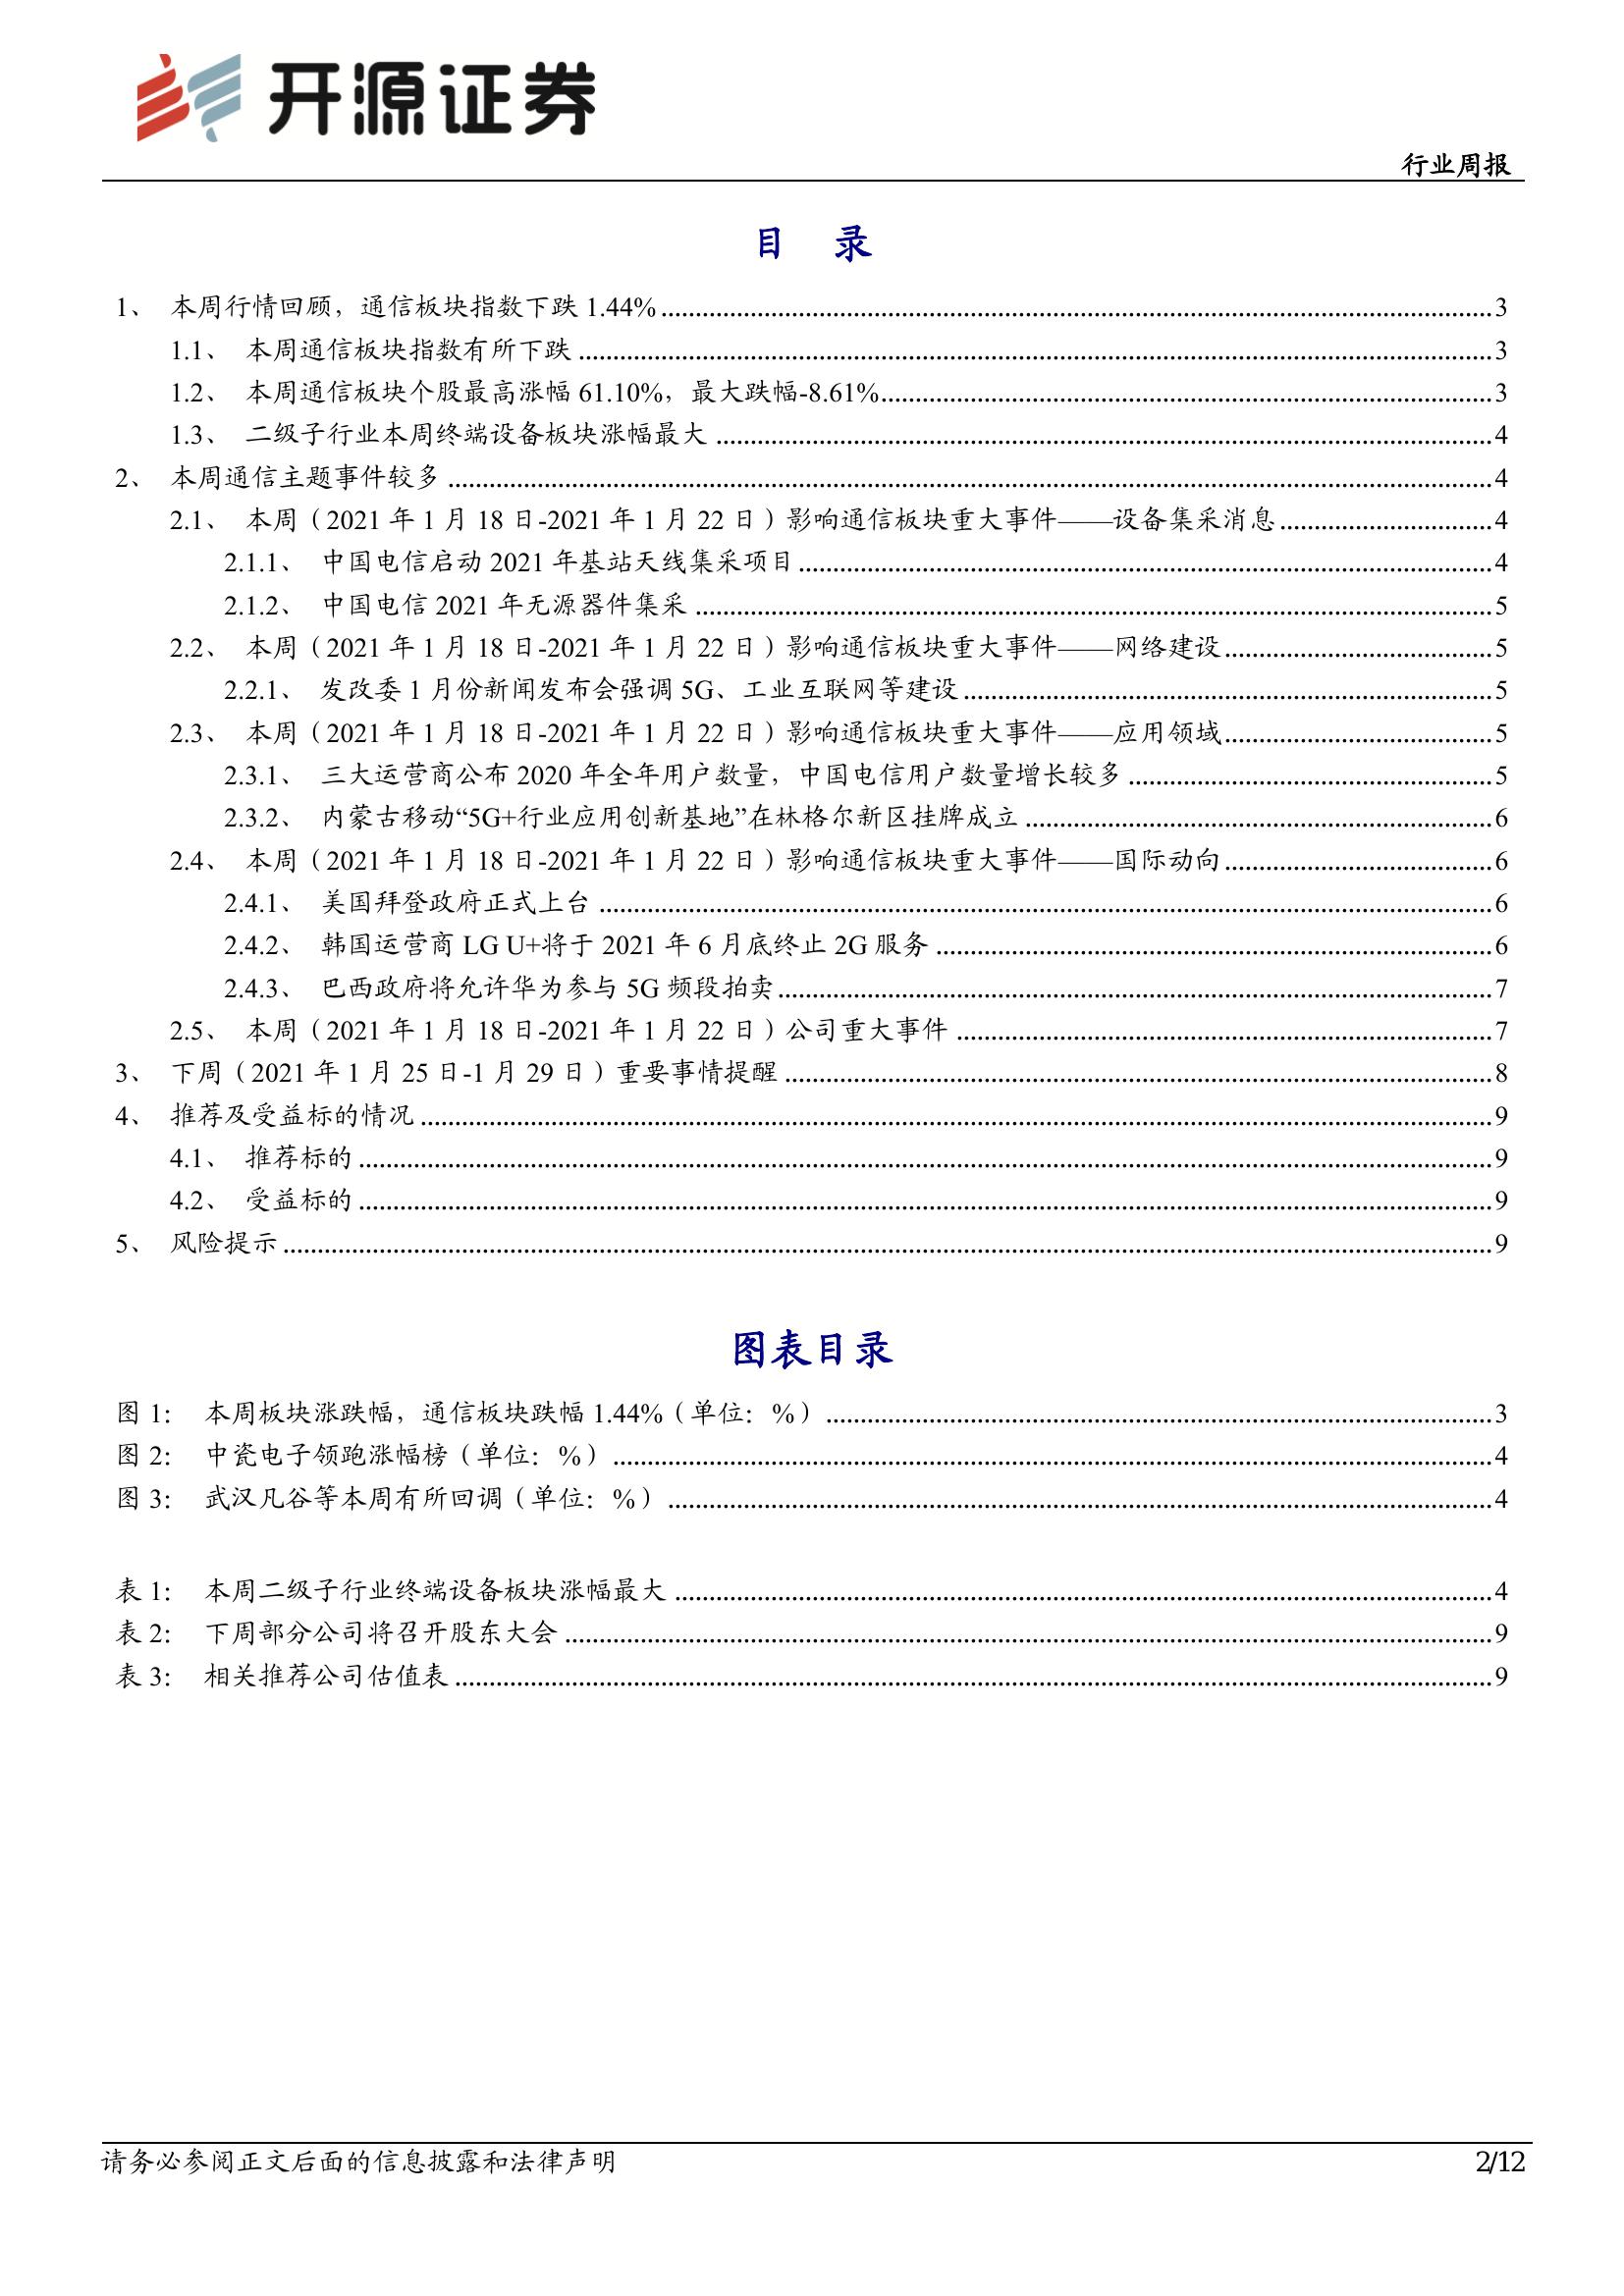 开源证券
行业周报
目 录
1、 本周行情回顾，通信板块指数下跌 1.44% ........ 3
1.1、 本周通信板块指数有所下跌 ........ 3
1.2、 本周通信板块个股最高涨幅 61.10%，最大跌幅-8.61% ........ 3
1.3、 二级子行业本周终端设备板块涨幅最大 ........ 4
2、 本周通信主题事件较多 ........ 4
2.1、 本周（2021 年 1 月 18 日-2021 年 1 月 22 日）影响通信板块重大事件——设备集采消息 ........ 4
2.1.1、 中国电信启动 2021 年基站天线集采项目 ........ 4
2.1.2、 中国电信 2021 年无源器件集采 ........ 5
2.2、 本周（2021 年 1 月 18 日-2021 年 1 月 22 日）影响通信板块重大事件——网络建设 ........ 5
2.2.1、 发改委 1 月份新闻发布会强调 5G、工业互联网等建设 ........ 5
2.3、 本周（2021 年 1 月 18 日-2021 年 1 月 22 日）影响通信板块重大事件——应用领域 ........ 5
2.3.1、 三大运营商公布 2020 年全年用户数量，中国电信用户数量增长较多 ........ 5
2.3.2、 内蒙古移动“5G+行业应用创新基地”在林格尔新区挂牌成立 ........ 6
2.4、 本周（2021 年 1 月 18 日-2021 年 1 月 22 日）影响通信板块重大事件——国际动向 ........ 6
2.4.1、 美国拜登政府正式上台 ........ 6
2.4.2、 韩国运营商 LG U+将于 2021 年 6 月底终止 2G 服务 ........ 6
2.4.3、 巴西政府将允许华为参与 5G 频段拍卖 ........ 7
2.5、 本周（2021 年 1 月 18 日-2021 年 1 月 22 日）公司重大事件 ........ 7
3、 下周（2021 年 1 月 25 日-1 月 29 日）重要事情提醒 ........ 8
4、 推荐及受益标的情况 ........ 9
4.1、 推荐标的 ........ 9
4.2、 受益标的 ........ 9
5、 风险提示 ........ 9
图表目录
图 1： 本周板块涨跌幅，通信板块跌幅 1.44%（单位：%） ........ 3
图 2： 中瓷电子领跑涨幅榜（单位：%） ........ 4
图 3： 武汉凡谷等本周有所回调（单位：%） ........ 4
表 1： 本周二级子行业终端设备板块涨幅最大 ........ 4
表 2： 下周部分公司将召开股东大会 ........ 9
表 3： 相关推荐公司估值表 ........ 9
请务必参阅正文后面的信息披露和法律声明
2/12